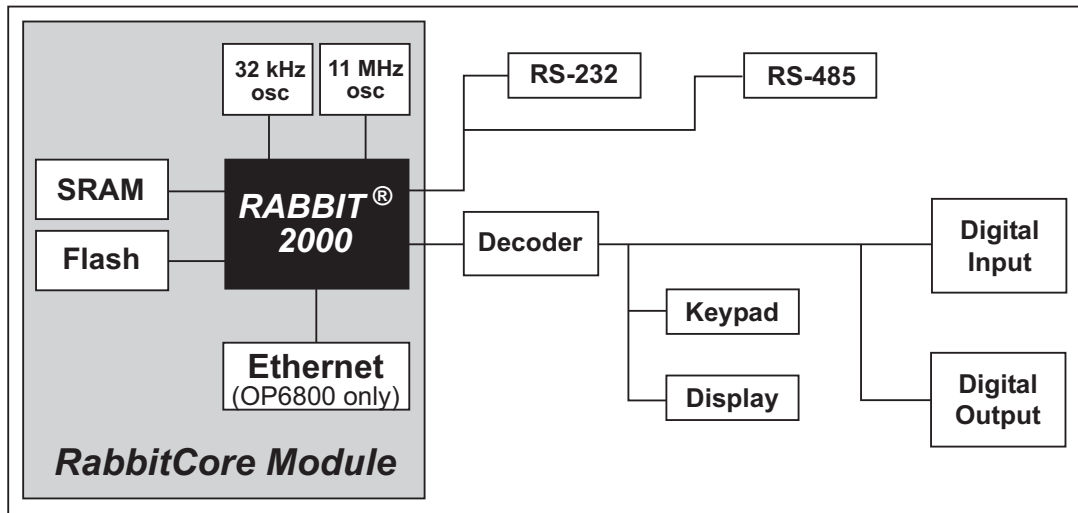 32 kHz
osc
11 MHz
osc
RS-232
RS-485
SRAM
Flash
RABBIT ®
2000
Decoder
Digital
Input
Keypad
Display
Digital
Output
Ethernet
(OP6800 only)
RabbitCore Module